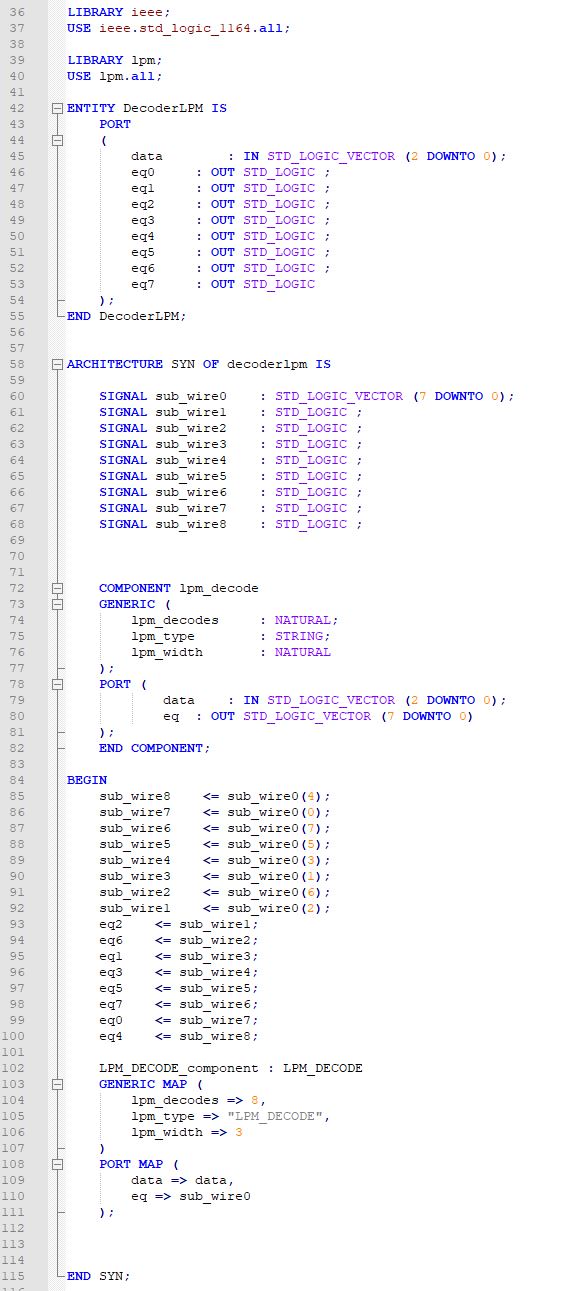 36 LIBRARY ieee;
37 USE ieee.std_logic_1164.all;
38
39 LIBRARY lpm;
40 USE lpm.all;
41
42 ENTITY DecoderLPM IS
43 PORT
44 (
45 data : IN STD_LOGIC_VECTOR (2 DOWNTO 0);
46 eq0 : OUT STD_LOGIC ;
47 eq1 : OUT STD_LOGIC ;
48 eq2 : OUT STD_LOGIC ;
49 eq3 : OUT STD_LOGIC ;
50 eq4 : OUT STD_LOGIC ;
51 eq5 : OUT STD_LOGIC ;
52 eq6 : OUT STD_LOGIC ;
53 eq7 : OUT STD_LOGIC
54 );
55 END DecoderLPM;
56
57
58 ARCHITECTURE SYN OF decoderlpm IS
59
60 SIGNAL sub_wire0 : STD_LOGIC_VECTOR (7 DOWNTO 0);
61 SIGNAL sub_wire1 : STD_LOGIC ;
62 SIGNAL sub_wire2 : STD_LOGIC ;
63 SIGNAL sub_wire3 : STD_LOGIC ;
64 SIGNAL sub_wire4 : STD_LOGIC ;
65 SIGNAL sub_wire5 : STD_LOGIC ;
66 SIGNAL sub_wire6 : STD_LOGIC ;
67 SIGNAL sub_wire7 : STD_LOGIC ;
68 SIGNAL sub_wire8 : STD_LOGIC ;
69
70
71
72 COMPONENT lpm_decode
73 GENERIC (
74 lpm_decodes : NATURAL;
75 lpm_type : STRING;
76 lpm_width : NATURAL
77 );
78 PORT (
79 data : IN STD_LOGIC_VECTOR (2 DOWNTO 0);
80 eq : OUT STD_LOGIC_VECTOR (7 DOWNTO 0)
81 );
82 END COMPONENT;
83
84 BEGIN
85 sub_wire8 <= sub_wire0(4);
86 sub_wire7 <= sub_wire0(0);
87 sub_wire6 <= sub_wire0(7);
88 sub_wire5 <= sub_wire0(5);
89 sub_wire4 <= sub_wire0(3);
90 sub_wire3 <= sub_wire0(1);
91 sub_wire2 <= sub_wire0(6);
92 sub_wire1 <= sub_wire0(2);
93 eq2 <= sub_wire1;
94 eq6 <= sub_wire2;
95 eq1 <= sub_wire3;
96 eq3 <= sub_wire4;
97 eq5 <= sub_wire5;
98 eq7 <= sub_wire6;
99 eq0 <= sub_wire7;
100 eq4 <= sub_wire8;
101
102 LPM_DECODE_component : LPM_DECODE
103 GENERIC MAP (
104 lpm_decodes => 8,
105 lpm_type => "LPM_DECODE",
106 lpm_width => 3
107 )
108 PORT MAP (
109 data => data,
110 eq => sub_wire0
111 );
112
113
114
115 END SYN;